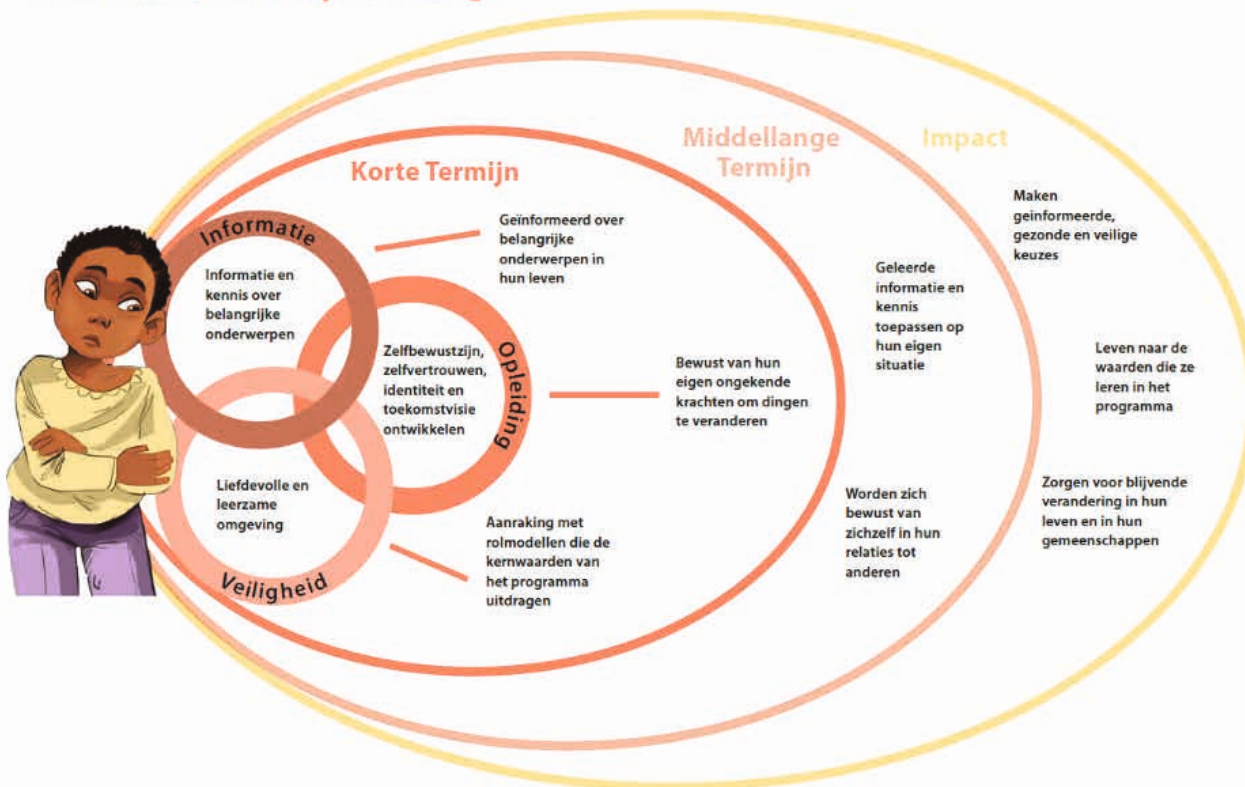 Korte Termijn
Middellange
Termijn
Impact
Informatie
Informatie en
kennis over
belangrijke
onderwerpen
Opleiding
Zelfbewustzijn,
zelfvertrouwen,
identiteit en
toekomstvisie
ontwikkelen
Veiligheid
Liefdevolle en
leerzame
omgeving
Geïnformeerd over
belangrijke
onderwerpen in
hun leven
Bewust van hun
eigen ongekende
krachten om dingen
te veranderen
Aanraking met
rolmodellen die de
kernwaarden van
het programma
uitdragen
Geleerde
informatie en
kennis
toepassen op
hun eigen
situatie
Worden zich
bewust van
zichzelf in hun
relaties tot
anderen
Maken
geinformeerde,
gezonde en veilige
keuzes
Leven naar de
waarden die ze
leren in het
programma
Zorgen voor blijvende
verandering in hun
leven en in hun
gemeenschappen